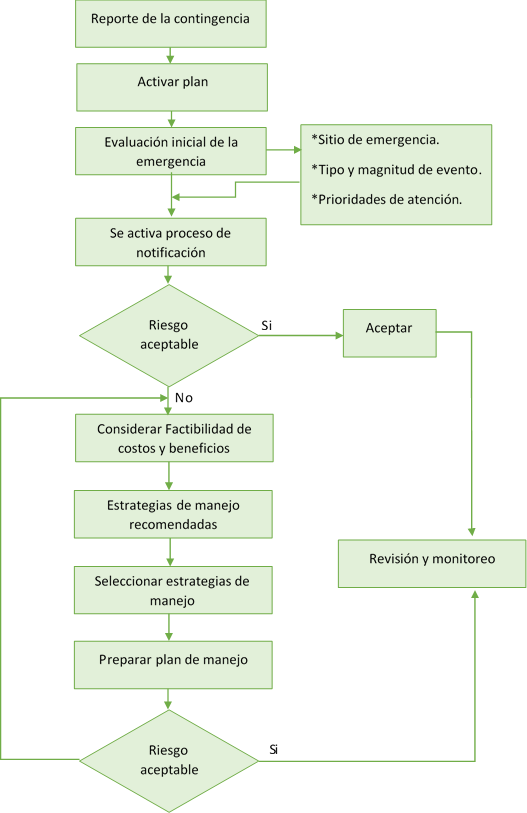 Reporte de la contingencia
Activar plan
Evaluación inicial de la
emergencia
*Sitio de emergencia.
*Tipo y magnitud de evento.
*Prioridades de atención.
Se activa proceso de
notificación
Riesgo
aceptable
Si
Aceptar
No
Considerar Factibilidad de
costos y beneficios
Estrategias de manejo
recomendadas
Seleccionar estrategias de
manejo
Revisión y monitoreo
Preparar plan de manejo
Riesgo
aceptable
Si